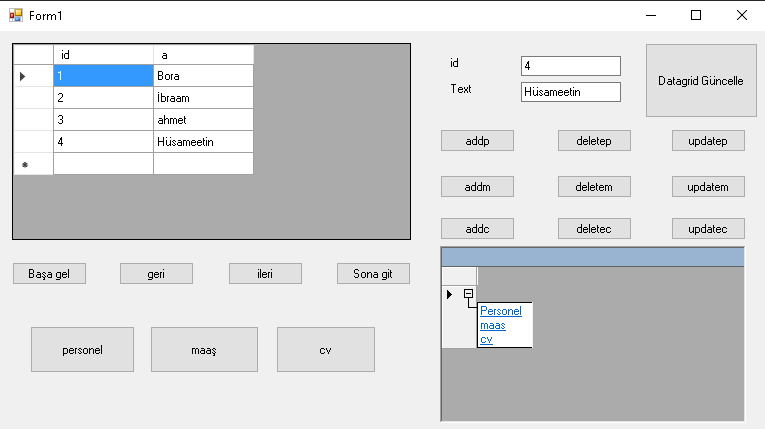 Form1
id a
1 Bora
2 İbraam
3 ahmet
4 Hüsameetin
id 4
Text Hüsameetin
Datagrid Güncelle
addp deletep updatep
addm deletem updatem
addc deletec updatec
Başa gel geri ileri Sona git
personel maaş cv
Personel
maas
cv